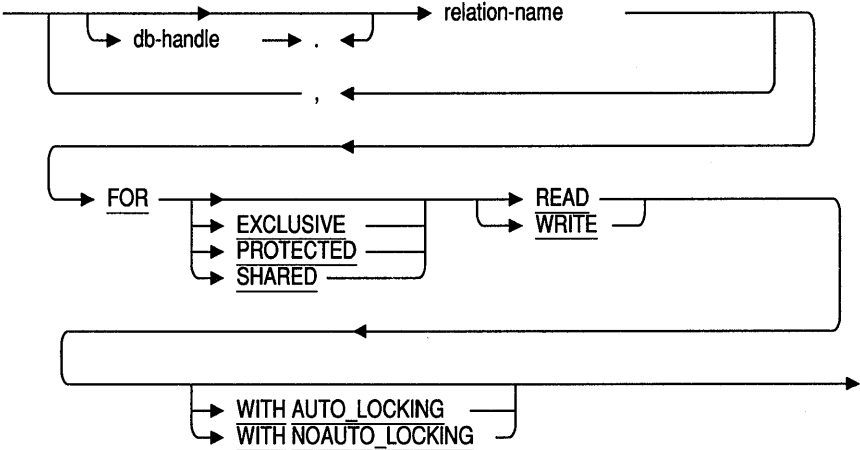 relation-name
db-handle .
,
FOR READ
EXCLUSIVE WRITE
PROTECTED
SHARED
WITH AUTO_LOCKING
WITH NOAUTO_LOCKING